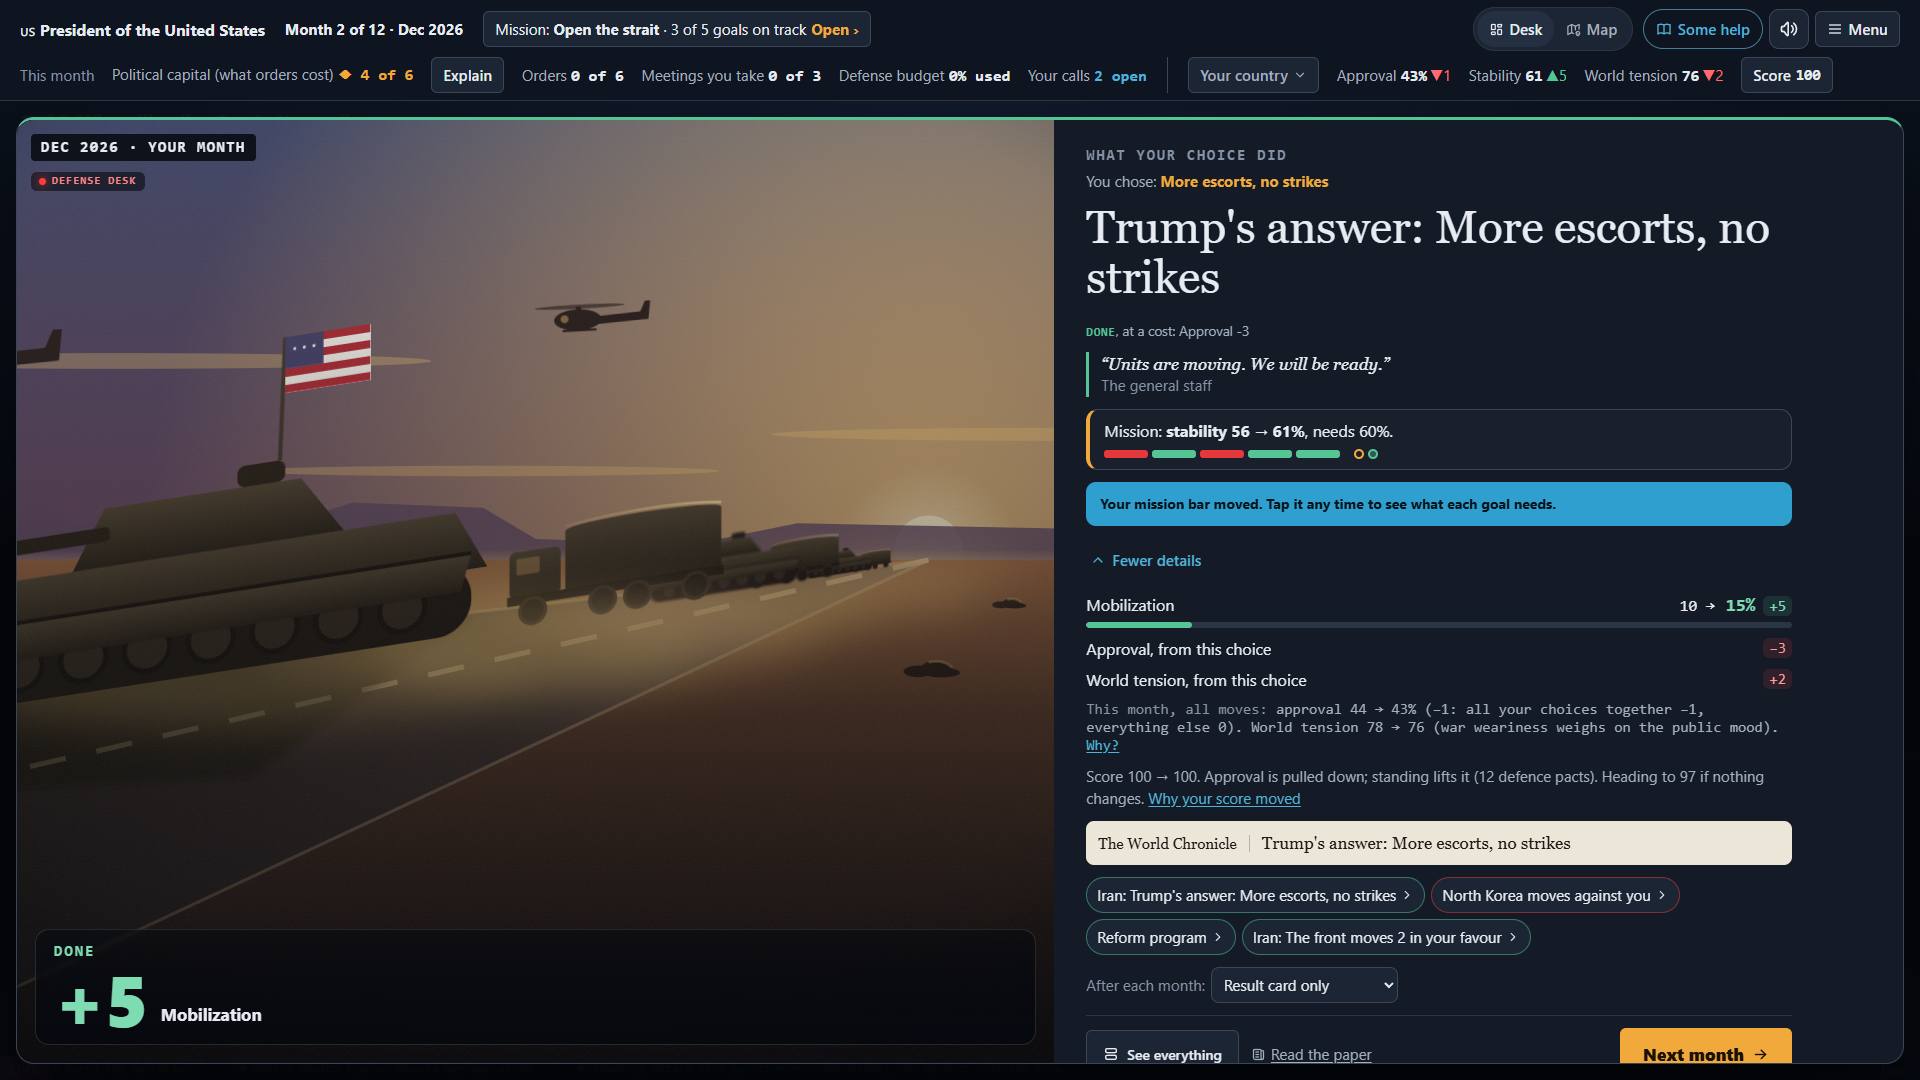 US President of the United States
Month 2 of 12 · Dec 2026
Mission: Open the strait · 3 of 5 goals on track Open ›
Desk
Map
Some help
Menu
This month
Political capital (what orders cost) ◆ 4 of 6
Explain
Orders 0 of 6
Meetings you take 0 of 3
Defense budget 0% used
Your calls 2 open
Your country
Approval 43% ▼1
Stability 61 ▲5
World tension 76 ▼2
Score 100
DEC 2026 · YOUR MONTH
DEFENSE DESK
DONE
+5 Mobilization
WHAT YOUR CHOICE DID
You chose: More escorts, no strikes
Trump's answer: More escorts, no
strikes
DONE, at a cost: Approval -3
“Units are moving. We will be ready.”
The general staff
Mission: stability 56 → 61%, needs 60%.
Your mission bar moved. Tap it any time to see what each goal needs.
Fewer details
Mobilization 10 → 15% +5
Approval, from this choice −3
World tension, from this choice +2
This month, all moves: approval 44 → 43% (−1: all your choices together −1,
everything else 0). World tension 78 → 76 (war weariness weighs on the public mood).
Why?
Score 100 → 100. Approval is pulled down; standing lifts it (12 defence pacts). Heading to 97 if nothing
changes. Why your score moved
The World Chronicle | Trump's answer: More escorts, no strikes
Iran: Trump's answer: More escorts, no strikes ›
North Korea moves against you ›
Reform program ›
Iran: The front moves 2 in your favour ›
After each month: Result card only
See everything
Read the paper
Next month →